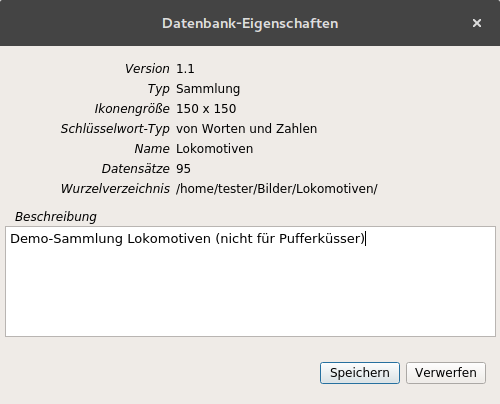 Datenbank-Eigenschaften
Version 1.1
Typ Sammlung
Ikonengröße 150 x 150
Schlüsselwort-Typ von Worten und Zahlen
Name Lokomotiven
Datensätze 95
Wurzelverzeichnis /home/tester/Bilder/Lokomotiven/
Beschreibung
Demo-Sammlung Lokomotiven (nicht für Pufferküsser)
Speichern Verwerfen